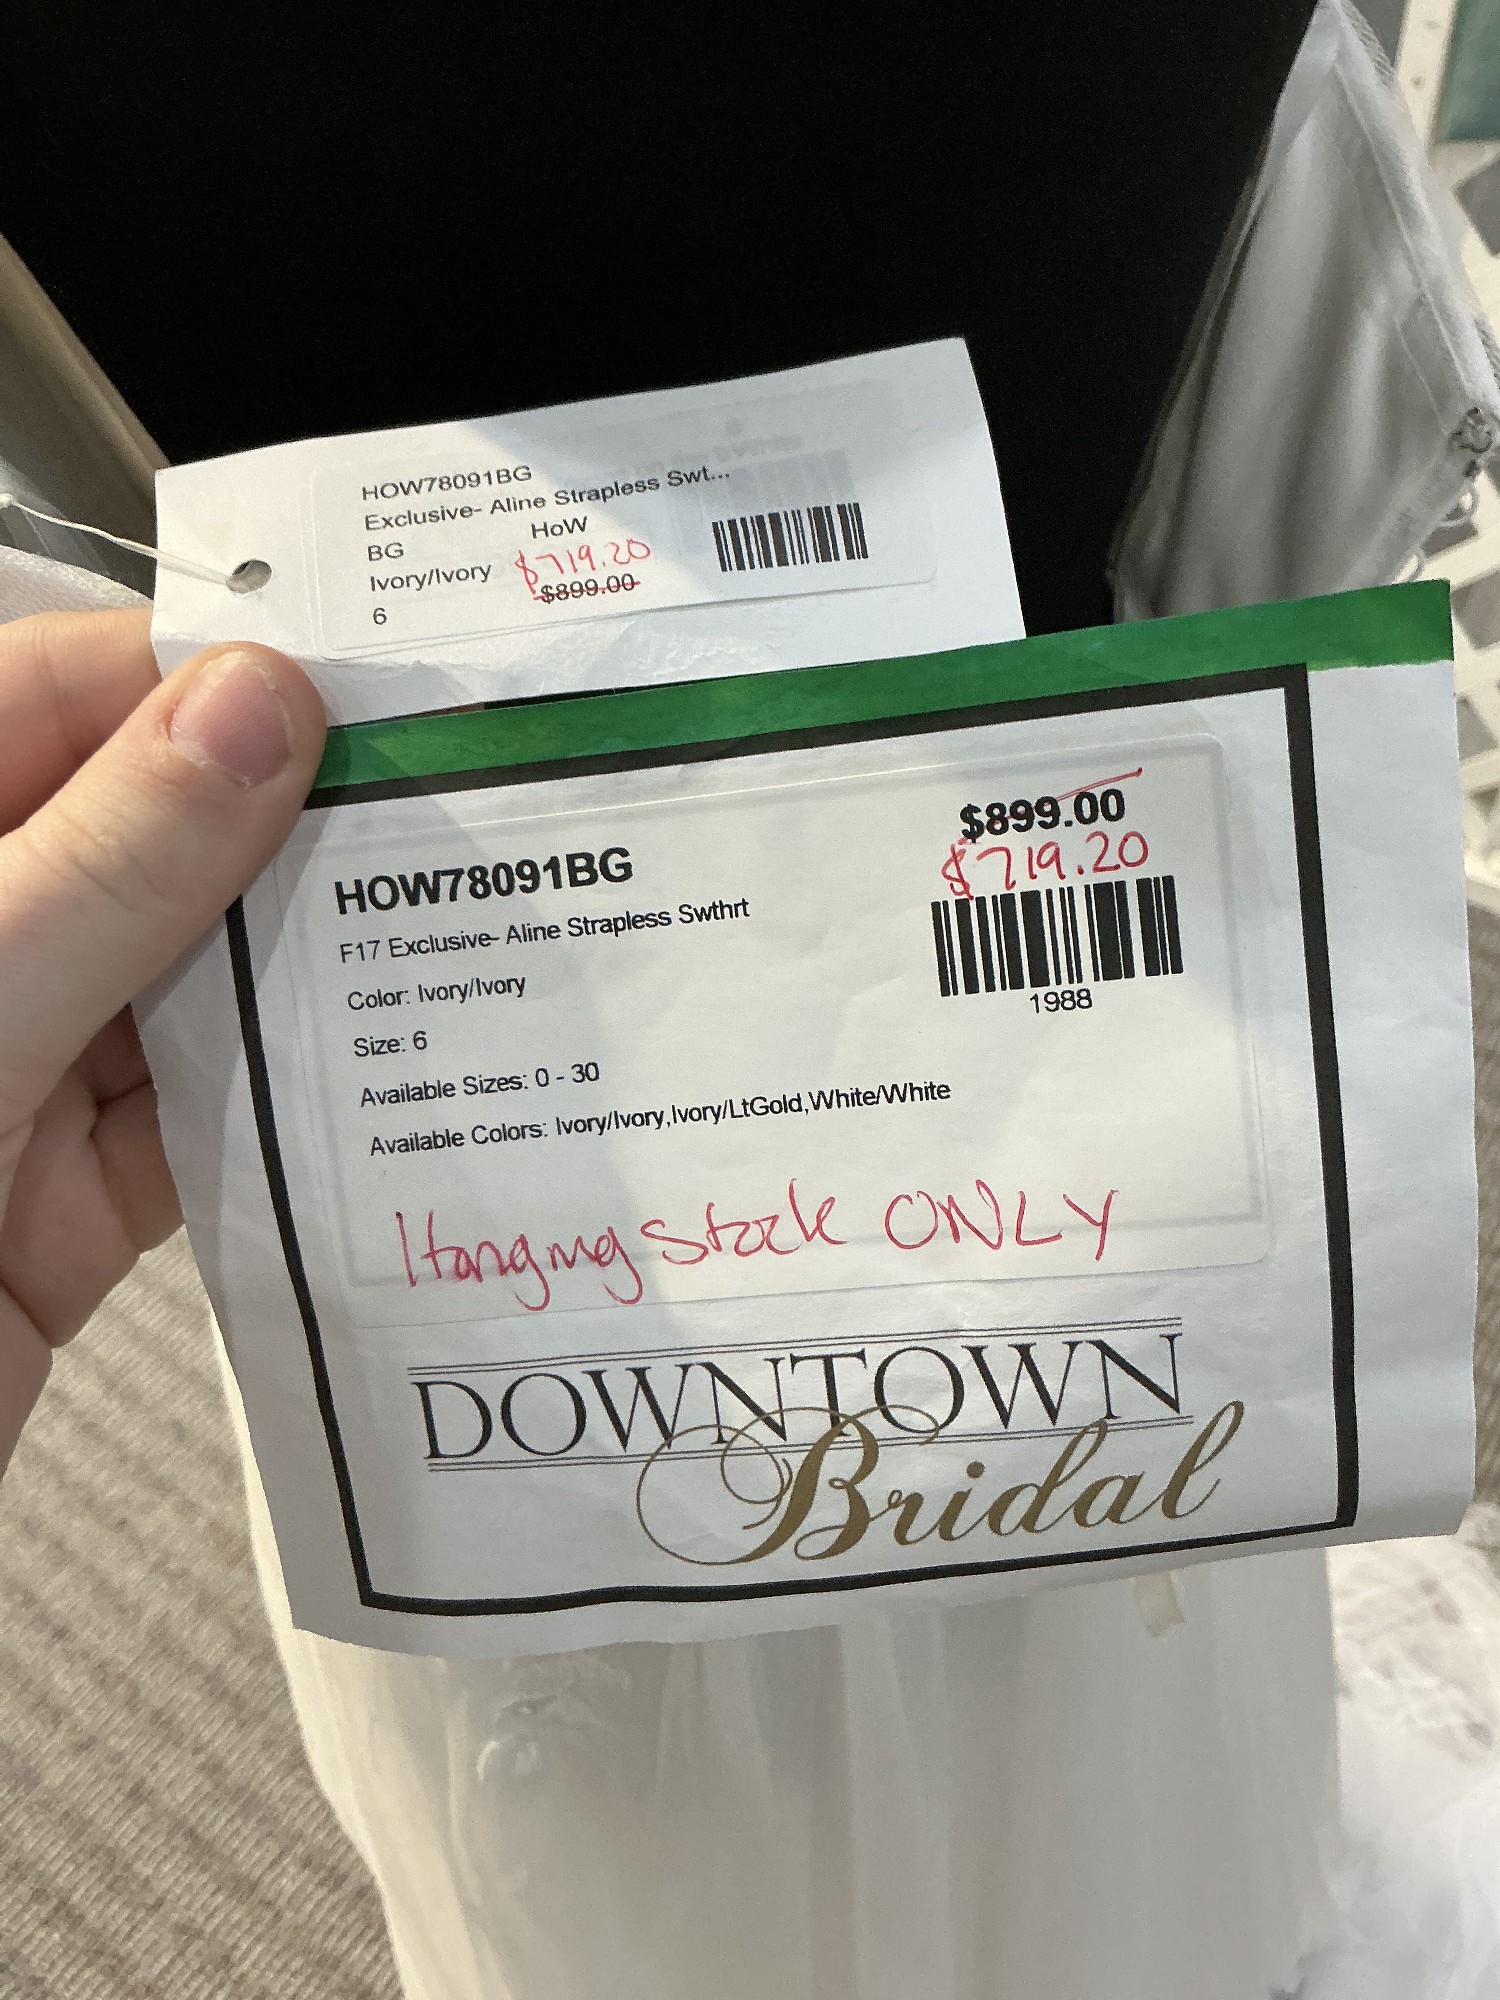 HOW78091BG
Exclusive- Aline Strapless Swt...
BG HoW
Ivory/Ivory $719.20
$899.00
6
$899.00
$719.20
HOW78091BG
F17 Exclusive- Aline Strapless Swthrt
Color: Ivory/Ivory
1988
Size: 6
Available Sizes: 0 - 30
Available Colors: Ivory/Ivory,Ivory/LtGold,White/White
Hanging Stock ONLY
DOWNTOWN
Bridal